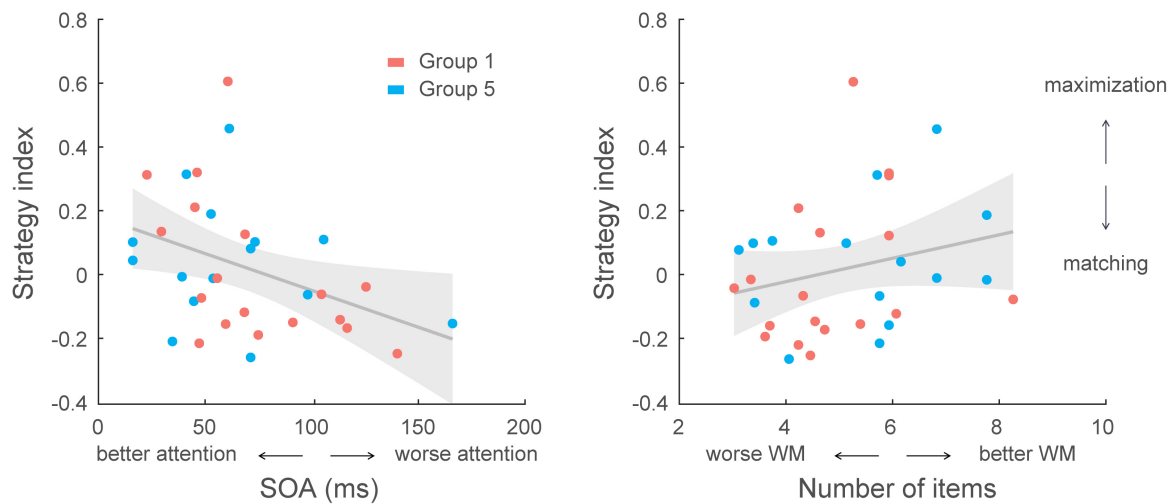 0.8
0.6
0.4
0.2
0
-0.2
-0.4
Strategy index
Group 1
Group 5
0 50 100 150 200
better attention worse attention
SOA (ms)
0.8
0.6
0.4
0.2
0
-0.2
-0.4
Strategy index
maximization
matching
2 4 6 8 10
worse WM better WM
Number of items